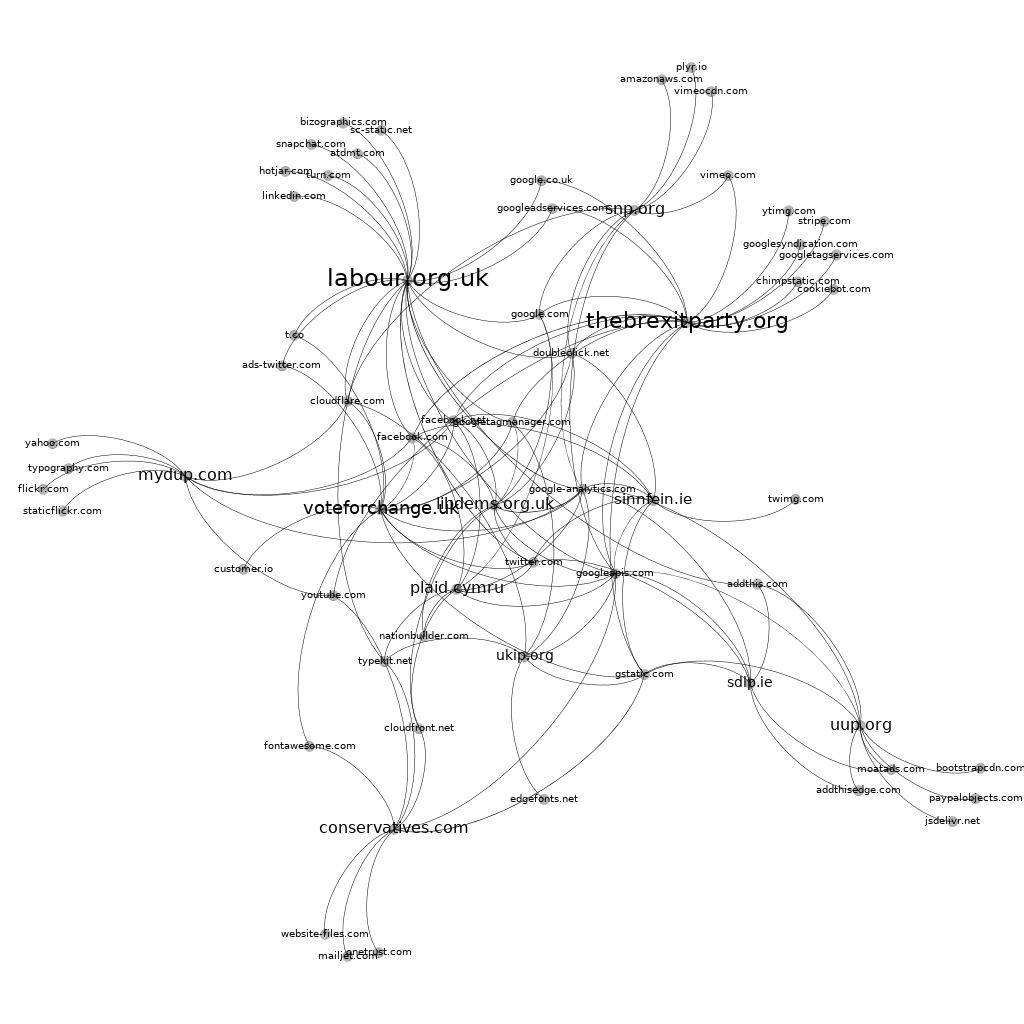 plyr.io
amazonaws.com
vimeocdn.com
bizographics.com
sc-static.net
snapchat.com
atdmt.com
hotjar.com
turn.com
linkedin.com
google.co.uk
googleadservices.com
snp.org
vimeo.com
ytimg.com
stripe.com
googlesyndication.com
googletagservices.com
chimpstatic.com
cookiebot.com
labour.org.uk
google.com
thebrexitparty.org
t.co
doubleclick.net
ads-twitter.com
cloudflare.com
facebook.net
googletagmanager.com
facebook.com
yahoo.com
typography.com
mydup.com
flickr.com
staticflickr.com
google-analytics.com
sinnfein.ie
twimg.com
voteforchange.uk
libdems.org.uk
twitter.com
customer.io
googleapis.com
addthis.com
plaid.cymru
youtube.com
nationbuilder.com
ukip.org
typekit.net
gstatic.com
sdlp.ie
uup.org
cloudfront.net
fontawesome.com
moatads.com
bootstrapcdn.com
addthisedge.com
paypalobjects.com
edgefonts.net
jsdelivr.net
conservatives.com
website-files.com
onetrust.com
mailjet.com